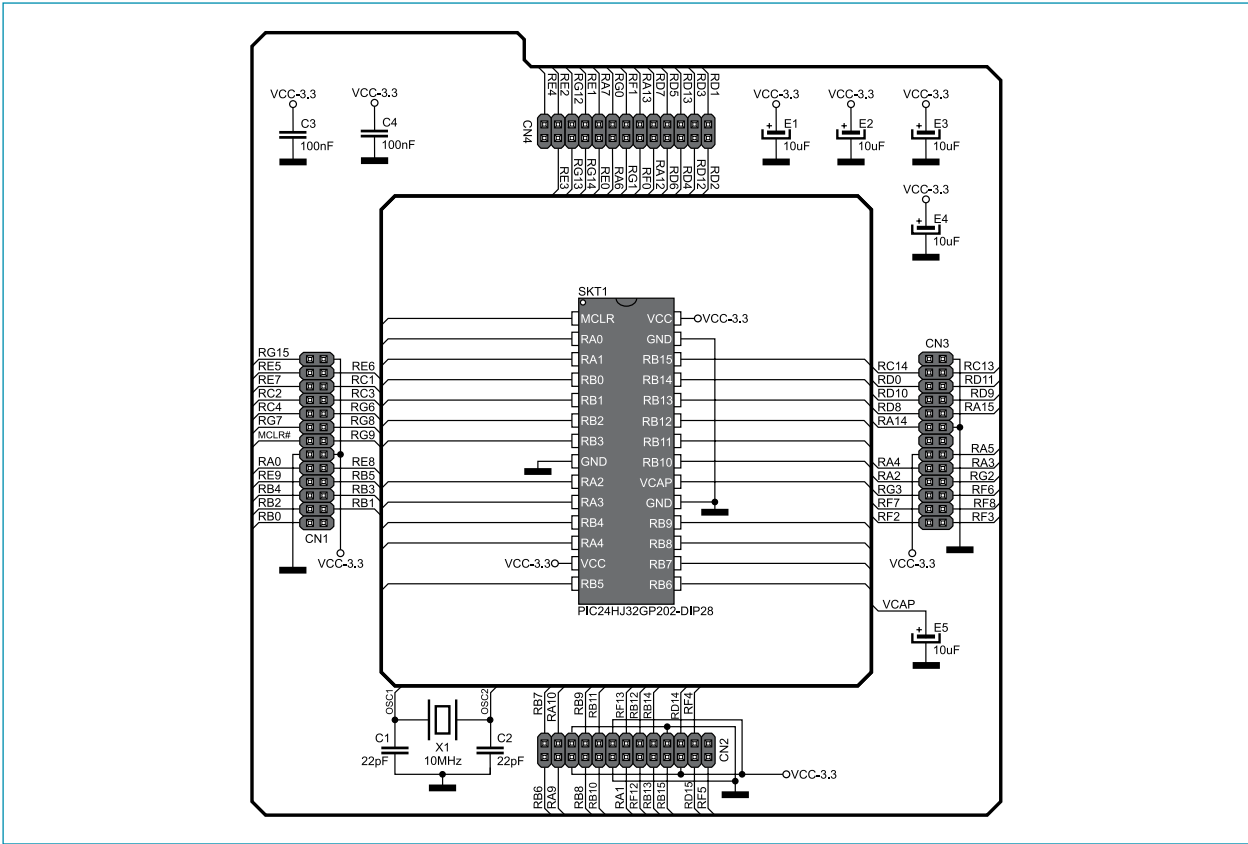 RE4
RE2
RG12
RE1
RA7
RG0
RF1
RA13
RD7
RD5
RD13
RD3
RD1
CN4
RE3
RG13
RG14
RE0
RA6
RG1
RF0
RA12
RD6
RD4
RD12
RD2
VCC-3.3
C3
100nF
VCC-3.3
C4
100nF
VCC-3.3
E1
10uF
VCC-3.3
E2
10uF
VCC-3.3
E3
10uF
VCC-3.3
E4
10uF
SKT1
MCLR
RA0
RA1
RB0
RB1
RB2
RB3
GND
RA2
RA3
RB4
RA4
VCC
RB5
VCC
GND
RB15
RB14
RB13
RB12
RB11
RB10
VCAP
GND
RB9
RB8
RB7
RB6
VCC-3.3
VCC-3.3
PIC24HJ32GP202-DIP28
RG15
RE5
RE7
RC2
RC4
RG7
MCLR#
RA0
RE9
RB4
RB2
RB0
RE6
RC1
RC3
RG6
RG8
RG9
RE8
RB5
RB3
RB1
CN1
VCC-3.3
CN3
RC14
RD0
RD10
RD8
RA14
RA4
RA2
RG3
RF7
RF2
RC13
RD11
RD9
RA15
RA5
RA3
RG2
RF6
RF8
RF3
VCC-3.3
VCAP
E5
10uF
OSC1
OSC2
C1
22pF
X1
10MHz
C2
22pF
RB7
RA10
RB9
RB11
RF13
RB12
RB14
RD14
RF4
CN2
VCC-3.3
RB6
RA9
RB8
RB10
RA1
RF12
RB13
RB15
RD15
RF5